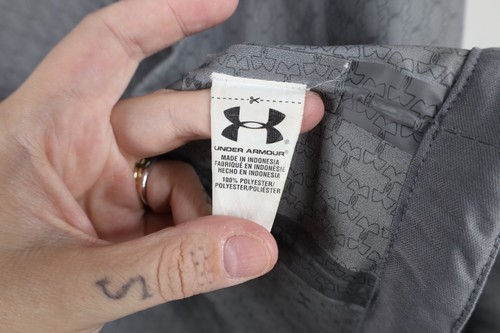 UNDER ARMOUR®
MADE IN INDONESIA
FABRIQUÉ EN INDONÉSIE
HECHO EN INDONESIA
100% POLYESTER/
POLYESTER/POLIÉSTER